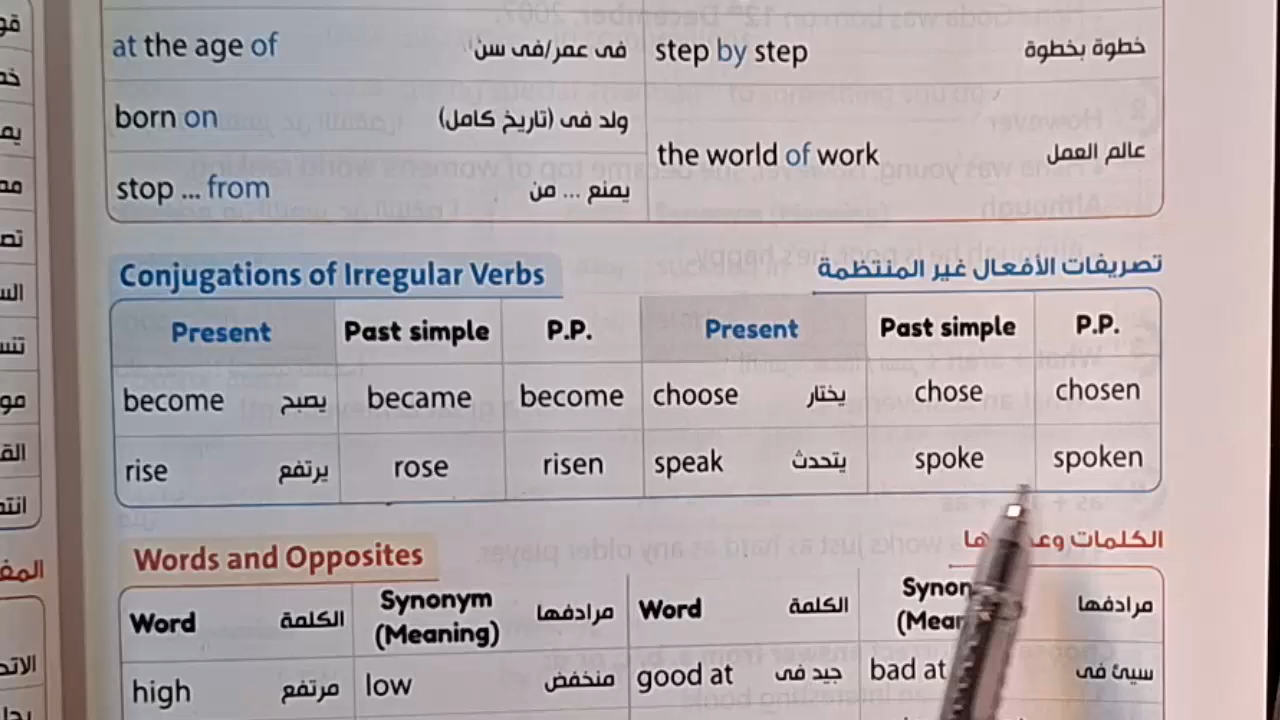 at the age of في عمر/في سن step by step خطوة بخطوة
born on ولد في (تاريخ كامل)
the world of work عالم العمل
stop ... from يمنع ... من
Conjugations of Irregular Verbs تصريفات الأفعال غير المنتظمة
Present Past simple P.P. Present Past simple P.P.
become يصبح became become choose يختار chose chosen
rise يرتفع rose risen speak يتحدث spoke spoken
Words and Opposites الكلمات
Word الكلمة Synonym (Meaning) مرادفها Word الكلمة مرادفها
high مرتفع low منخفض good at جيد في bad at سيئ في